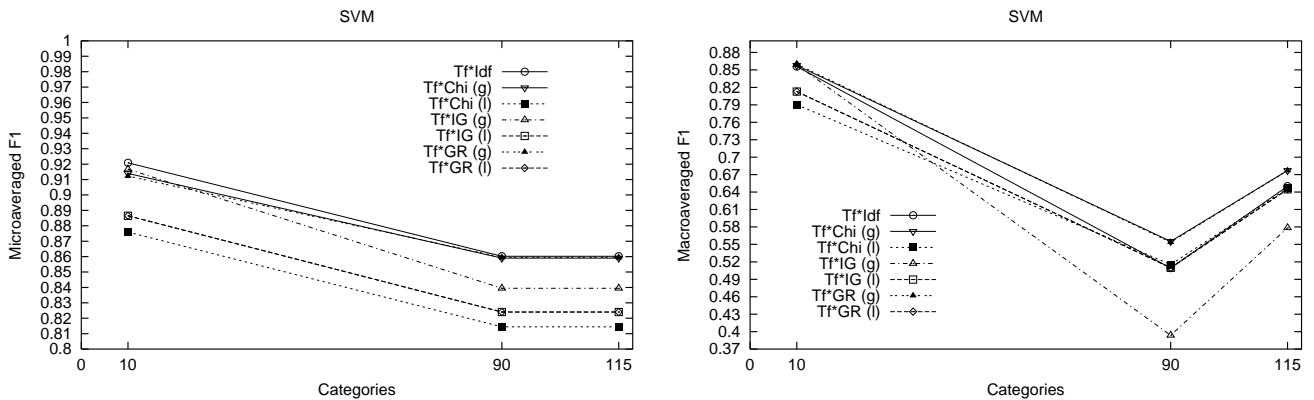 SVM
1
0.99
0.98
0.97
0.96
0.95
0.94
0.93
0.92
0.91
0.9
0.89
0.88
0.87
0.86
0.85
0.84
0.83
0.82
0.81
0.8
Microaveraged F1
Tf*Idf
Tf*Chi (g)
Tf*Chi (l)
Tf*IG (g)
Tf*IG (l)
Tf*GR (g)
Tf*GR (l)
0
10
90
115
Categories
SVM
0.88
0.85
0.82
0.79
0.76
0.73
0.7
0.67
0.64
0.61
0.58
0.55
0.52
0.49
0.46
0.43
0.4
0.37
Macroaveraged F1
Tf*Idf
Tf*Chi (g)
Tf*Chi (l)
Tf*IG (g)
Tf*IG (l)
Tf*GR (g)
Tf*GR (l)
0
10
90
115
Categories